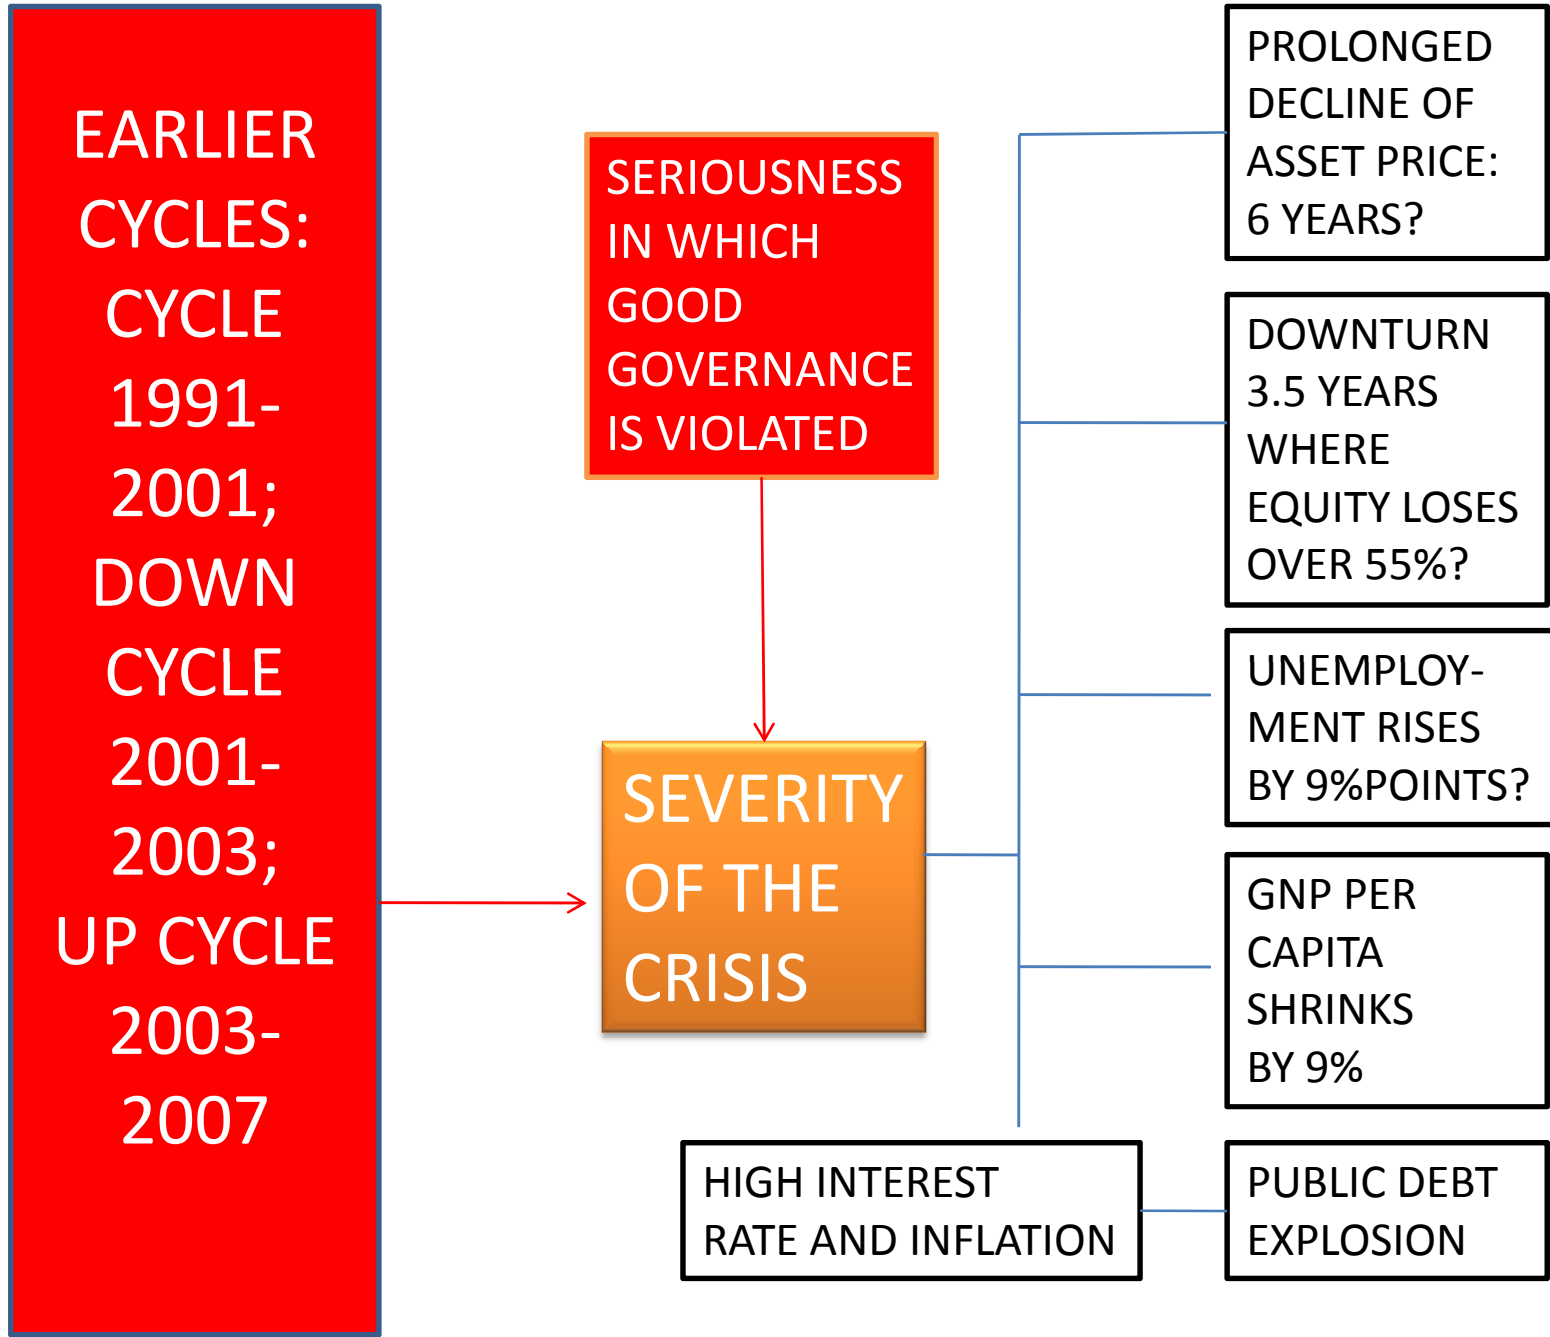 EARLIER
CYCLES:
CYCLE
1991-
2001;
DOWN
CYCLE
2001-
2003;
UP CYCLE
2003-
2007
SERIOUSNESS
IN WHICH
GOOD
GOVERNANCE
IS VIOLATED
SEVERITY
OF THE
CRISIS
PROLONGED
DECLINE OF
ASSET PRICE:
6 YEARS?
DOWNTURN
3.5 YEARS
WHERE
EQUITY LOSES
OVER 55%?
UNEMPLOY-
MENT RISES
BY 9%POINTS?
GNP PER
CAPITA
SHRINKS
BY 9%
HIGH INTEREST
RATE AND INFLATION
PUBLIC DEBT
EXPLOSION